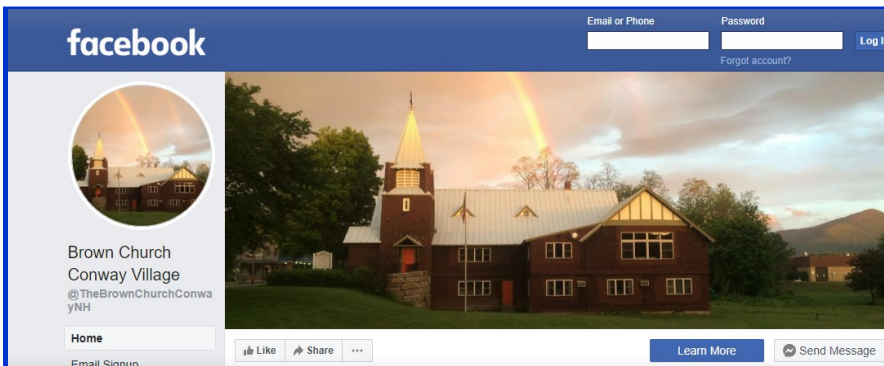 facebook
Email or Phone
Password
Forgot account?
Brown Church
Conway Village
@TheBrownChurchConwa
yNH
Home
Email Signup
Like
Share
...
Learn More
Send Message